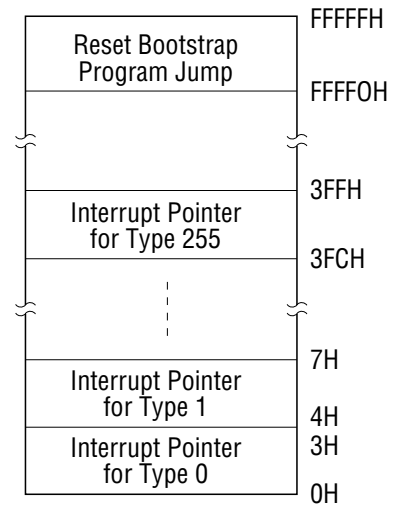 FFFFFH
Reset Bootstrap
Program Jump
FFFFOH
3FFH
Interrupt Pointer
for Type 255
3FCH
7H
Interrupt Pointer
for Type 1
4H
3H
Interrupt Pointer
for Type 0
0H